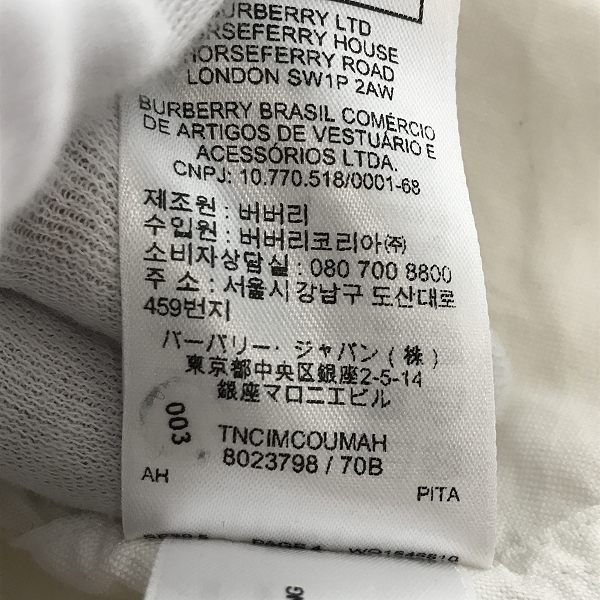 BURBERRY LTD
HORSEFERRY HOUSE
HORSEFERRY ROAD
LONDON SW1P 2AW
BURBERRY BRASIL COMÉRCIO
DE ARTIGOS DE VESTUÁRIO E
ACESSÓRIOS LTDA.
CNPJ: 10.770.518/0001-68
제조원 : 버버리
수입원 : 버버리코리아㈜
소비자상담실 : 080 700 8800
주 소 : 서울시 강남구 도산대로
459번지
バーバリー・ジャパン(株)
東京都中央区銀座2-5-14
銀座マロニエビル
003
TNCIMCOUMAH
8023798 / 70B
AH
PITA
PAGE 4